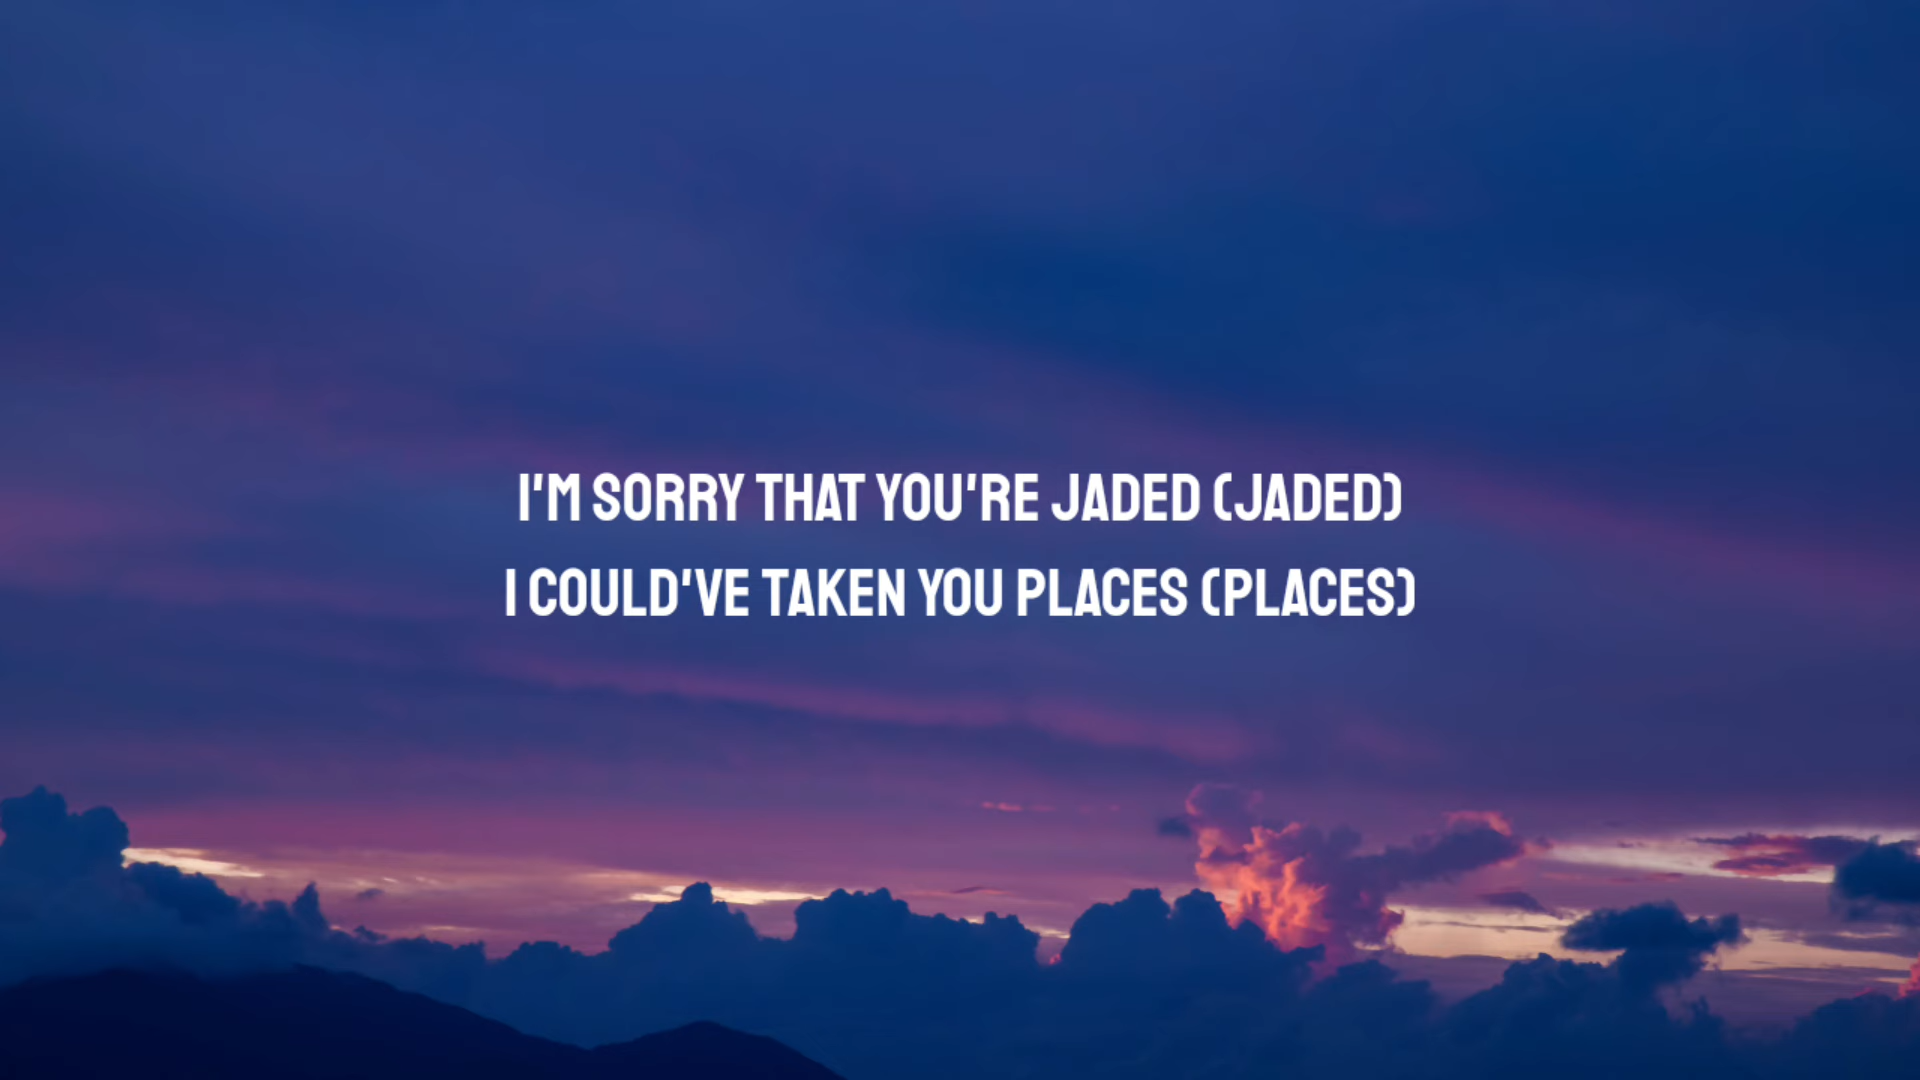 I'M SORRY THAT YOU'RE JADED (JADED)
I COULD'VE TAKEN YOU PLACES (PLACES)